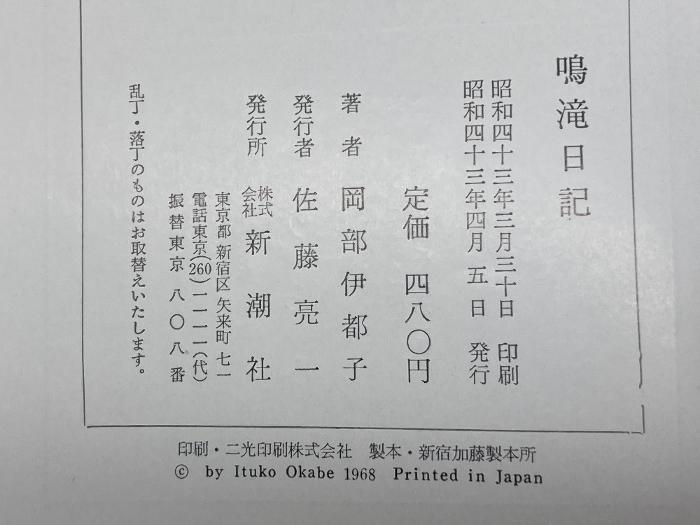 鳴滝日記
昭和四十三年三月三十日　印刷
昭和四十三年四月五日　発行
定価　四八〇円
著者　岡部伊都子
発行者　佐藤亮一
発行所　株式会社　新潮社
東京都新宿区矢来町七一
電話東京(260)一一一一(代)
振替東京八〇八番
乱丁・落丁のものはお取替えいたします。
印刷・二光印刷株式会社　製本・新宿加藤製本所
© by Ituko Okabe 1968 Printed in Japan